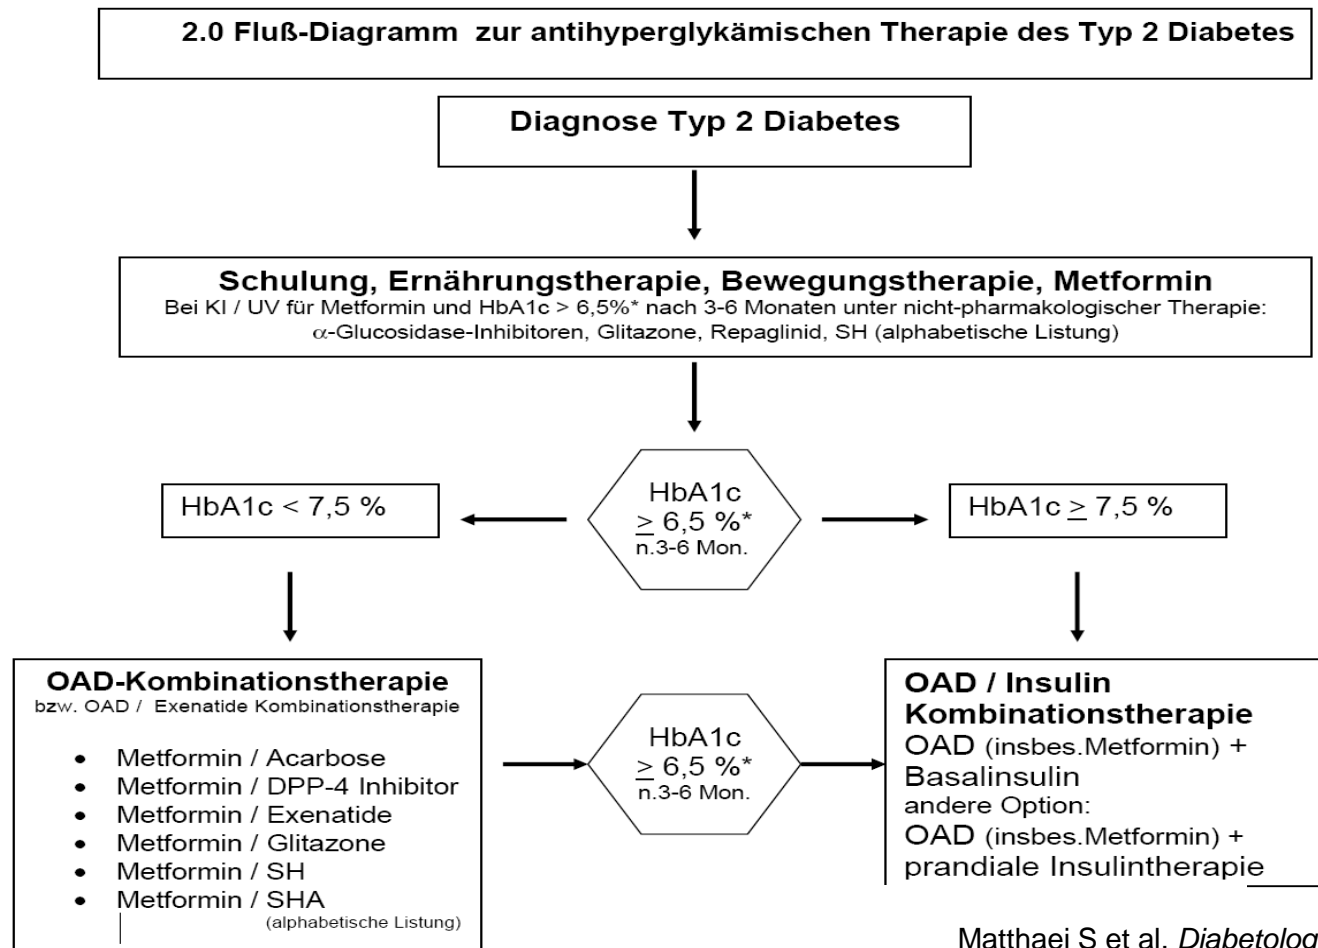 2.0 Fluß-Diagramm zur antihyperglykämischen Therapie des Typ 2 Diabetes
Diagnose Typ 2 Diabetes
Schulung, Ernährungstherapie, Bewegungstherapie, Metformin
Bei KI / UV für Metformin und HbA1c > 6,5%* nach 3-6 Monaten unter nicht-pharmakologischer Therapie:
α-Glucosidase-Inhibitoren, Glitazone, Repaglinid, SH (alphabetische Listung)
HbA1c < 7,5 %
HbA1c
≥ 6,5 %*
n.3-6 Mon.
HbA1c ≥ 7,5 %
OAD-Kombinationstherapie
bzw. OAD / Exenatide Kombinationstherapie
• Metformin / Acarbose
• Metformin / DPP-4 Inhibitor
• Metformin / Exenatide
• Metformin / Glitazone
• Metformin / SH
• Metformin / SHA
(alphabetische Listung)
HbA1c
≥ 6,5 %*
n.3-6 Mon.
OAD / Insulin
Kombinationstherapie
OAD (insbes.Metformin) +
Basalinsulin
andere Option:
OAD (insbes.Metformin) +
prandiale Insulintherapie
Matthaei S et al. Diabetolog